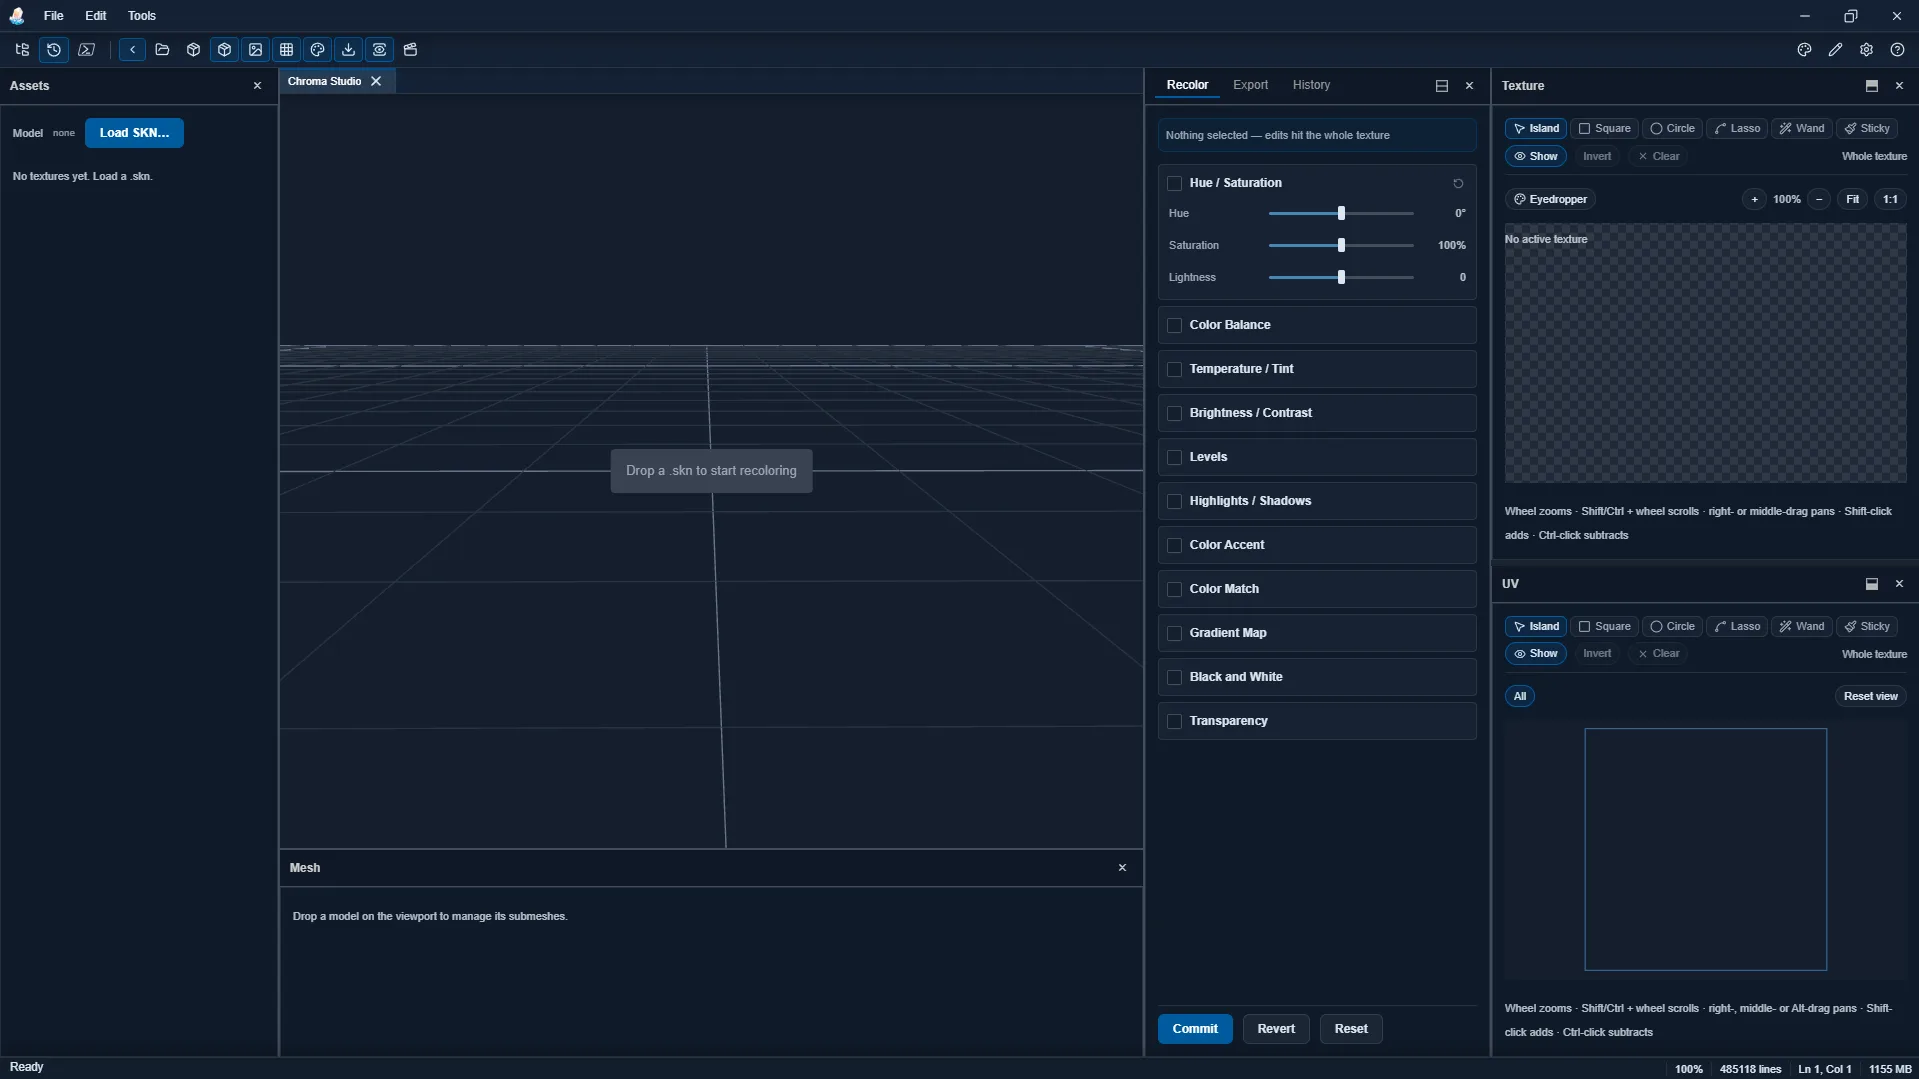 File Edit Tools
Assets
Model none Load SKN...
No textures yet. Load a .skn.
Chroma Studio
Drop a .skn to start recoloring
Mesh
Drop a model on the viewport to manage its submeshes.
Recolor Export History
Nothing selected — edits hit the whole texture
Hue / Saturation
Hue 0°
Saturation 100%
Lightness 0
Color Balance
Temperature / Tint
Brightness / Contrast
Levels
Highlights / Shadows
Color Accent
Color Match
Gradient Map
Black and White
Transparency
Commit Revert Reset
Texture
Island Square Circle Lasso Wand Sticky
Show Invert Clear Whole texture
Eyedropper + 100% − Fit 1:1
No active texture
Wheel zooms · Shift/Ctrl + wheel scrolls · right- or middle-drag pans · Shift-click
adds · Ctrl-click subtracts
UV
Island Square Circle Lasso Wand Sticky
Show Invert Clear Whole texture
All Reset view
Wheel zooms · Shift/Ctrl + wheel scrolls · right-, middle- or Alt-drag pans · Shift-
click adds · Ctrl-click subtracts
Ready 100% 485118 lines Ln 1, Col 1 1155 MB